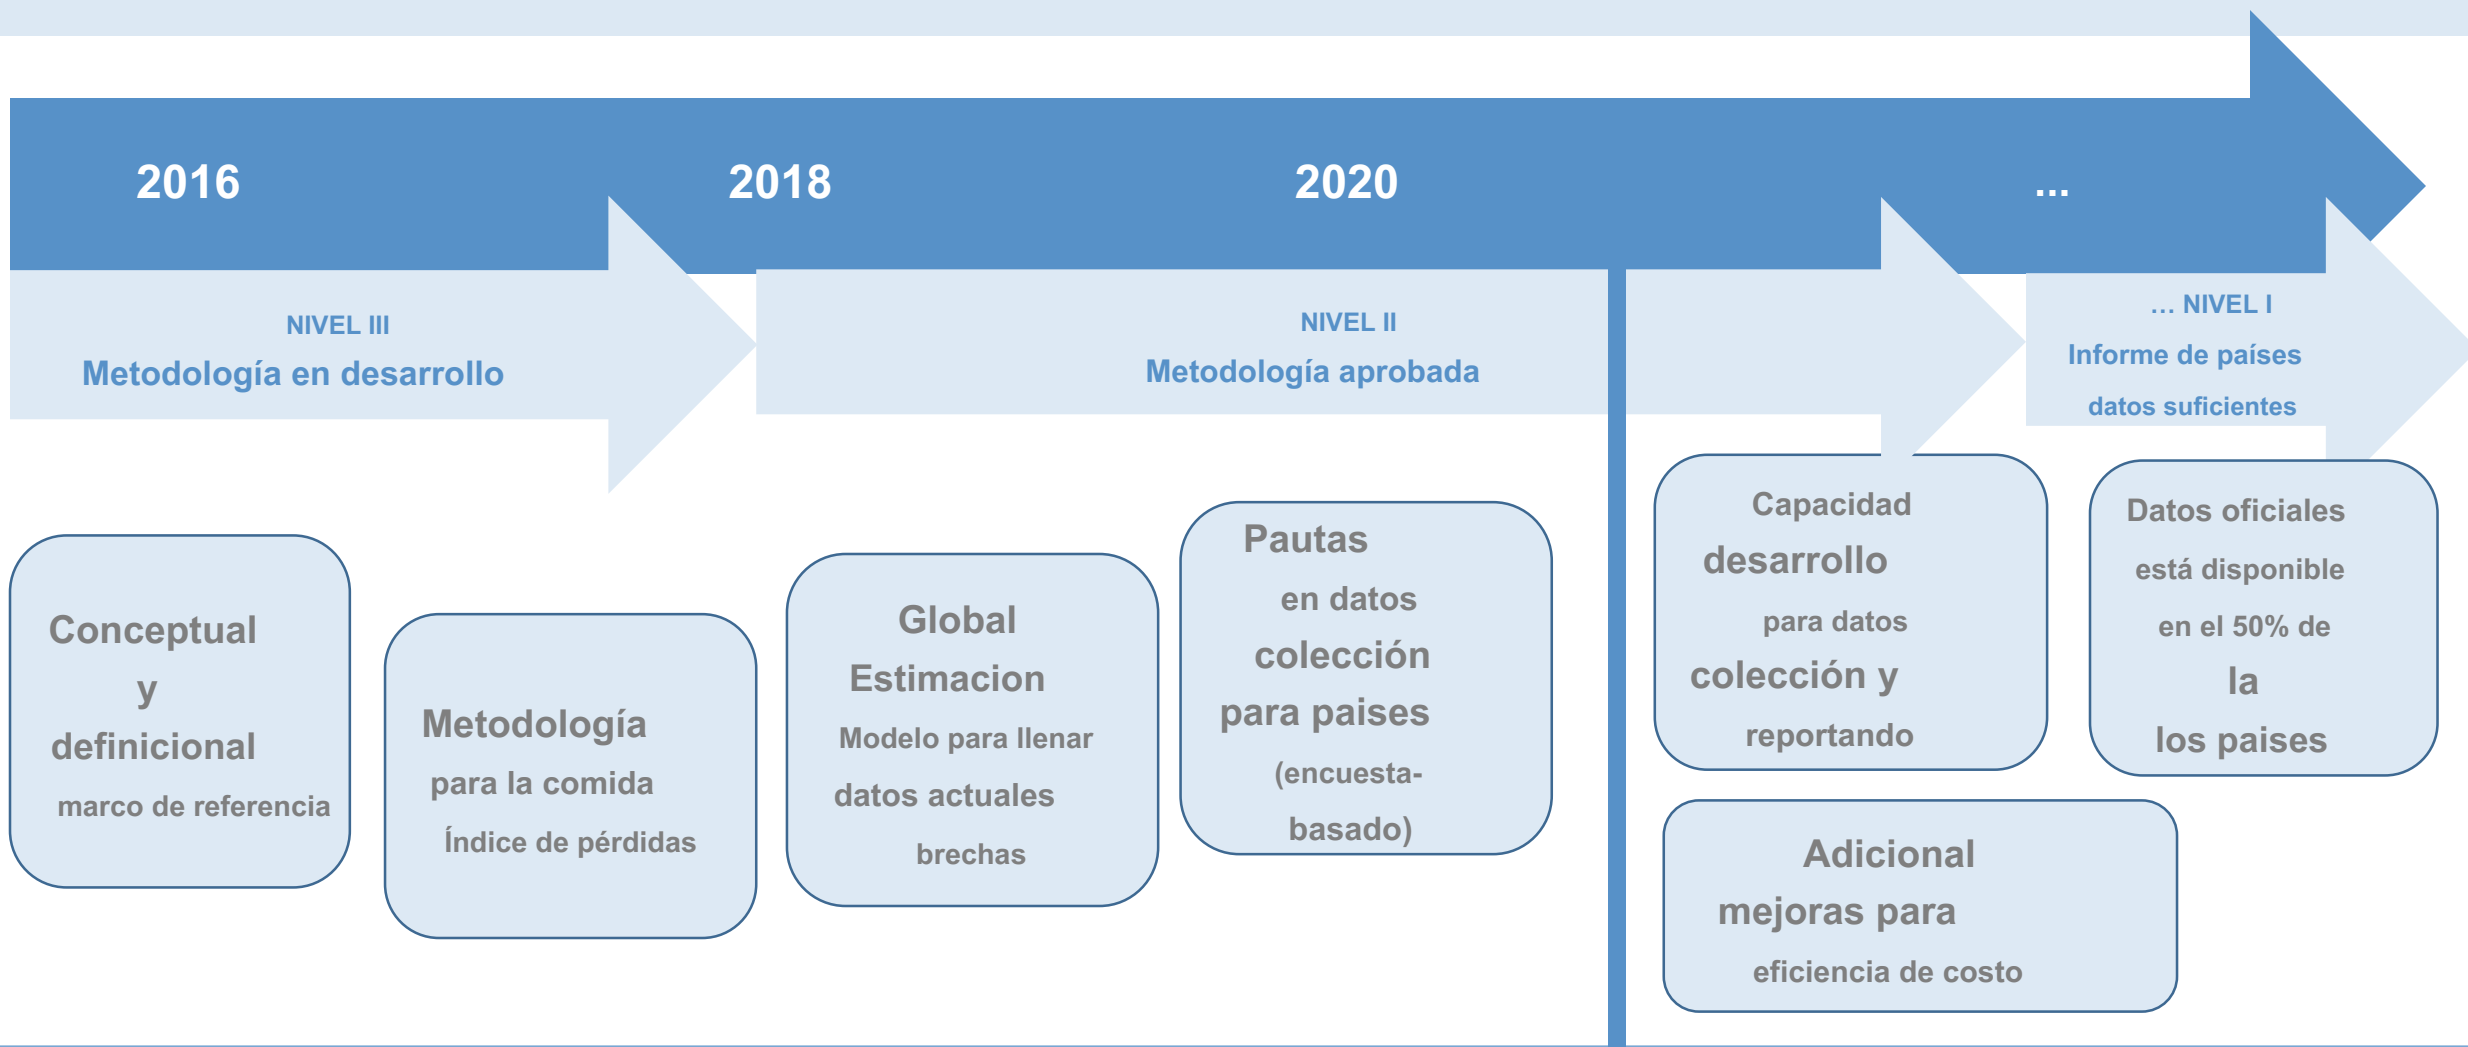 2016
2018
2020
...
NIVEL III
Metodología en desarrollo
NIVEL II
Metodología aprobada
... NIVEL I
Informe de países
datos suficientes
Conceptual
y
definicional
marco de referencia
Metodología
para la comida
Índice de pérdidas
Global
Estimacion
Modelo para llenar
datos actuales
brechas
Pautas
en datos
colección
para paises
(encuesta-
basado)
Capacidad
desarrollo
para datos
colección y
reportando
Datos oficiales
está disponible
en el 50% de
la
los paises
Adicional
mejoras para
eficiencia de costo